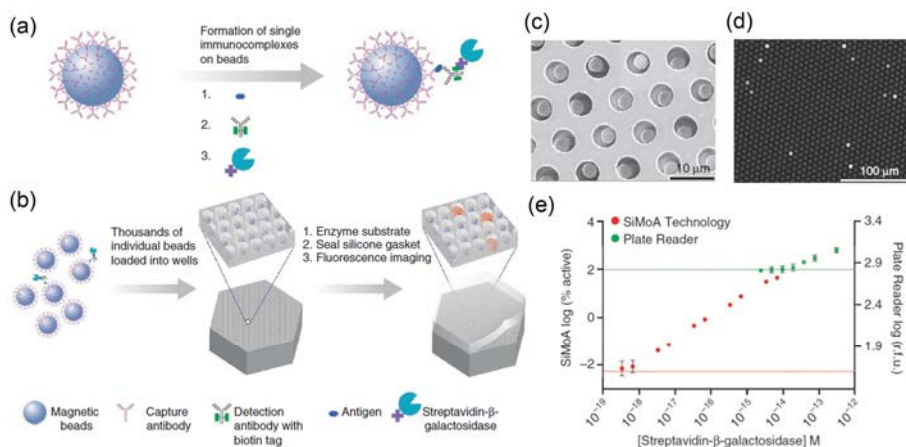 (a)
Formation of single
immunocomplexes
on beads
1.
2.
3.
(b)
Thousands of
individual beads
loaded into wells
1. Enzyme substrate
2. Seal silicone gasket
3. Fluorescence imaging
Magnetic
beads
Capture
antibody
Detection
antibody with
biotin tag
Antigen
Streptavidin-β-
galactosidase
(c)
10 μm
(d)
100 μm
(e)
SiMoA Technology
Plate Reader
SiMoA log (% active)
4
2
0
−2
Plate Reader log (r.f.u.)
3.4
2.9
2.4
1.9
10⁻¹⁹ 10⁻¹⁸ 10⁻¹⁷ 10⁻¹⁶ 10⁻¹⁵ 10⁻¹⁴ 10⁻¹³ 10⁻¹²
[Streptavidin-β-galactosidase] M